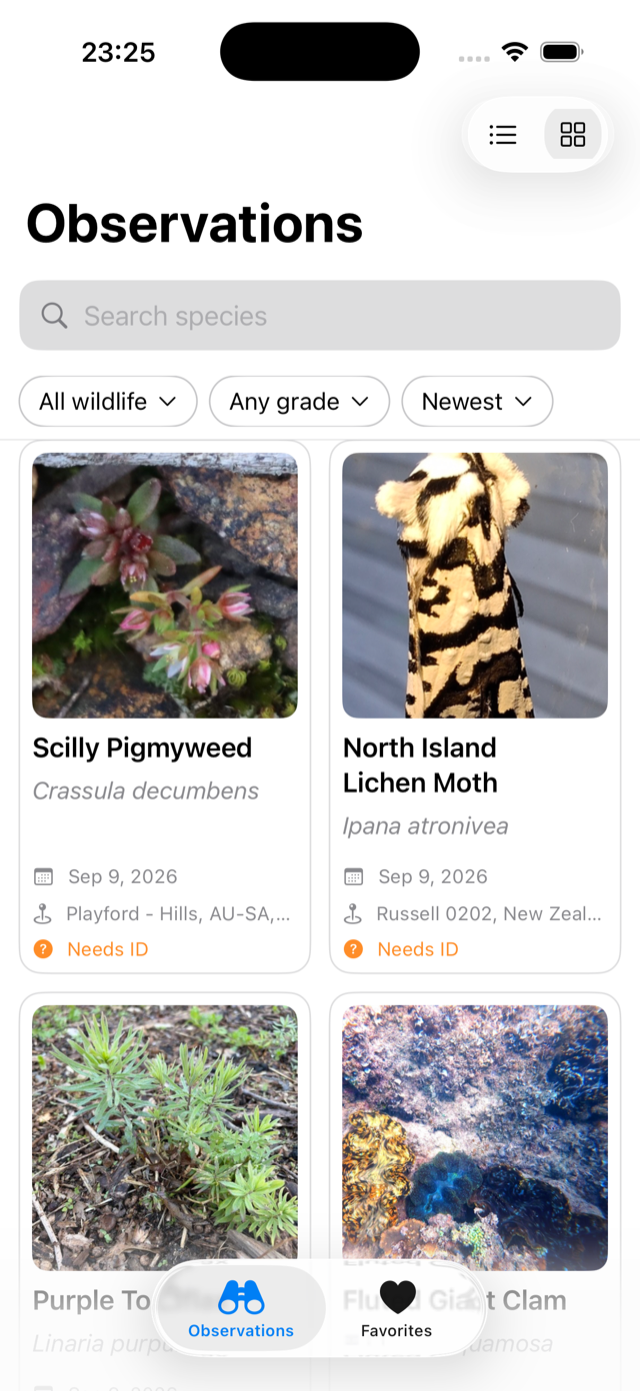 23:25
Observations
Search species
All wildlife
Any grade
Newest
Scilly Pigmyweed
Crassula decumbens
Sep 9, 2026
Playford - Hills, AU-SA,...
Needs ID
North Island
Lichen Moth
Ipana atronivea
Sep 9, 2026
Russell 0202, New Zeal...
Needs ID
Purple To
Linaria purpu
t Clam
Observations
Favorites